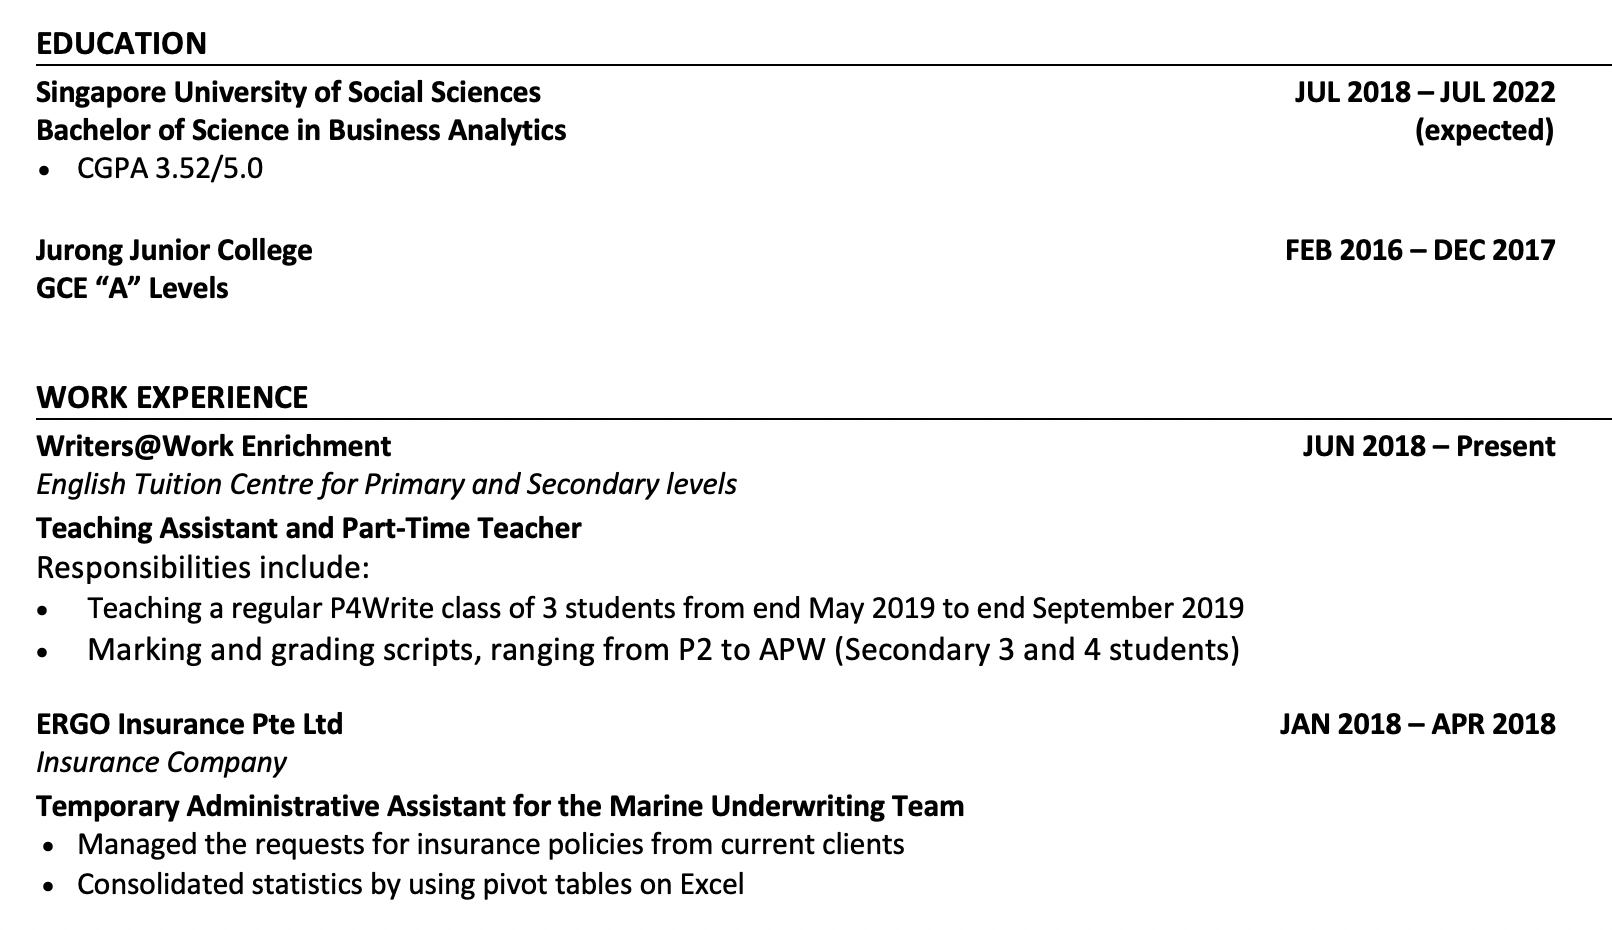 EDUCATION
Singapore University of Social Sciences JUL 2018 – JUL 2022
Bachelor of Science in Business Analytics (expected)
• CGPA 3.52/5.0
Jurong Junior College FEB 2016 – DEC 2017
GCE “A” Levels
WORK EXPERIENCE
Writers@Work Enrichment JUN 2018 – Present
English Tuition Centre for Primary and Secondary levels
Teaching Assistant and Part-Time Teacher
Responsibilities include:
• Teaching a regular P4Write class of 3 students from end May 2019 to end September 2019
• Marking and grading scripts, ranging from P2 to APW (Secondary 3 and 4 students)
ERGO Insurance Pte Ltd JAN 2018 – APR 2018
Insurance Company
Temporary Administrative Assistant for the Marine Underwriting Team
• Managed the requests for insurance policies from current clients
• Consolidated statistics by using pivot tables on Excel